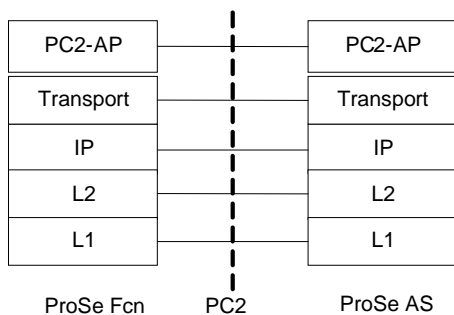 PC2-AP PC2-AP
Transport Transport
IP IP
L2 L2
L1 L1
ProSe Fcn PC2 ProSe AS